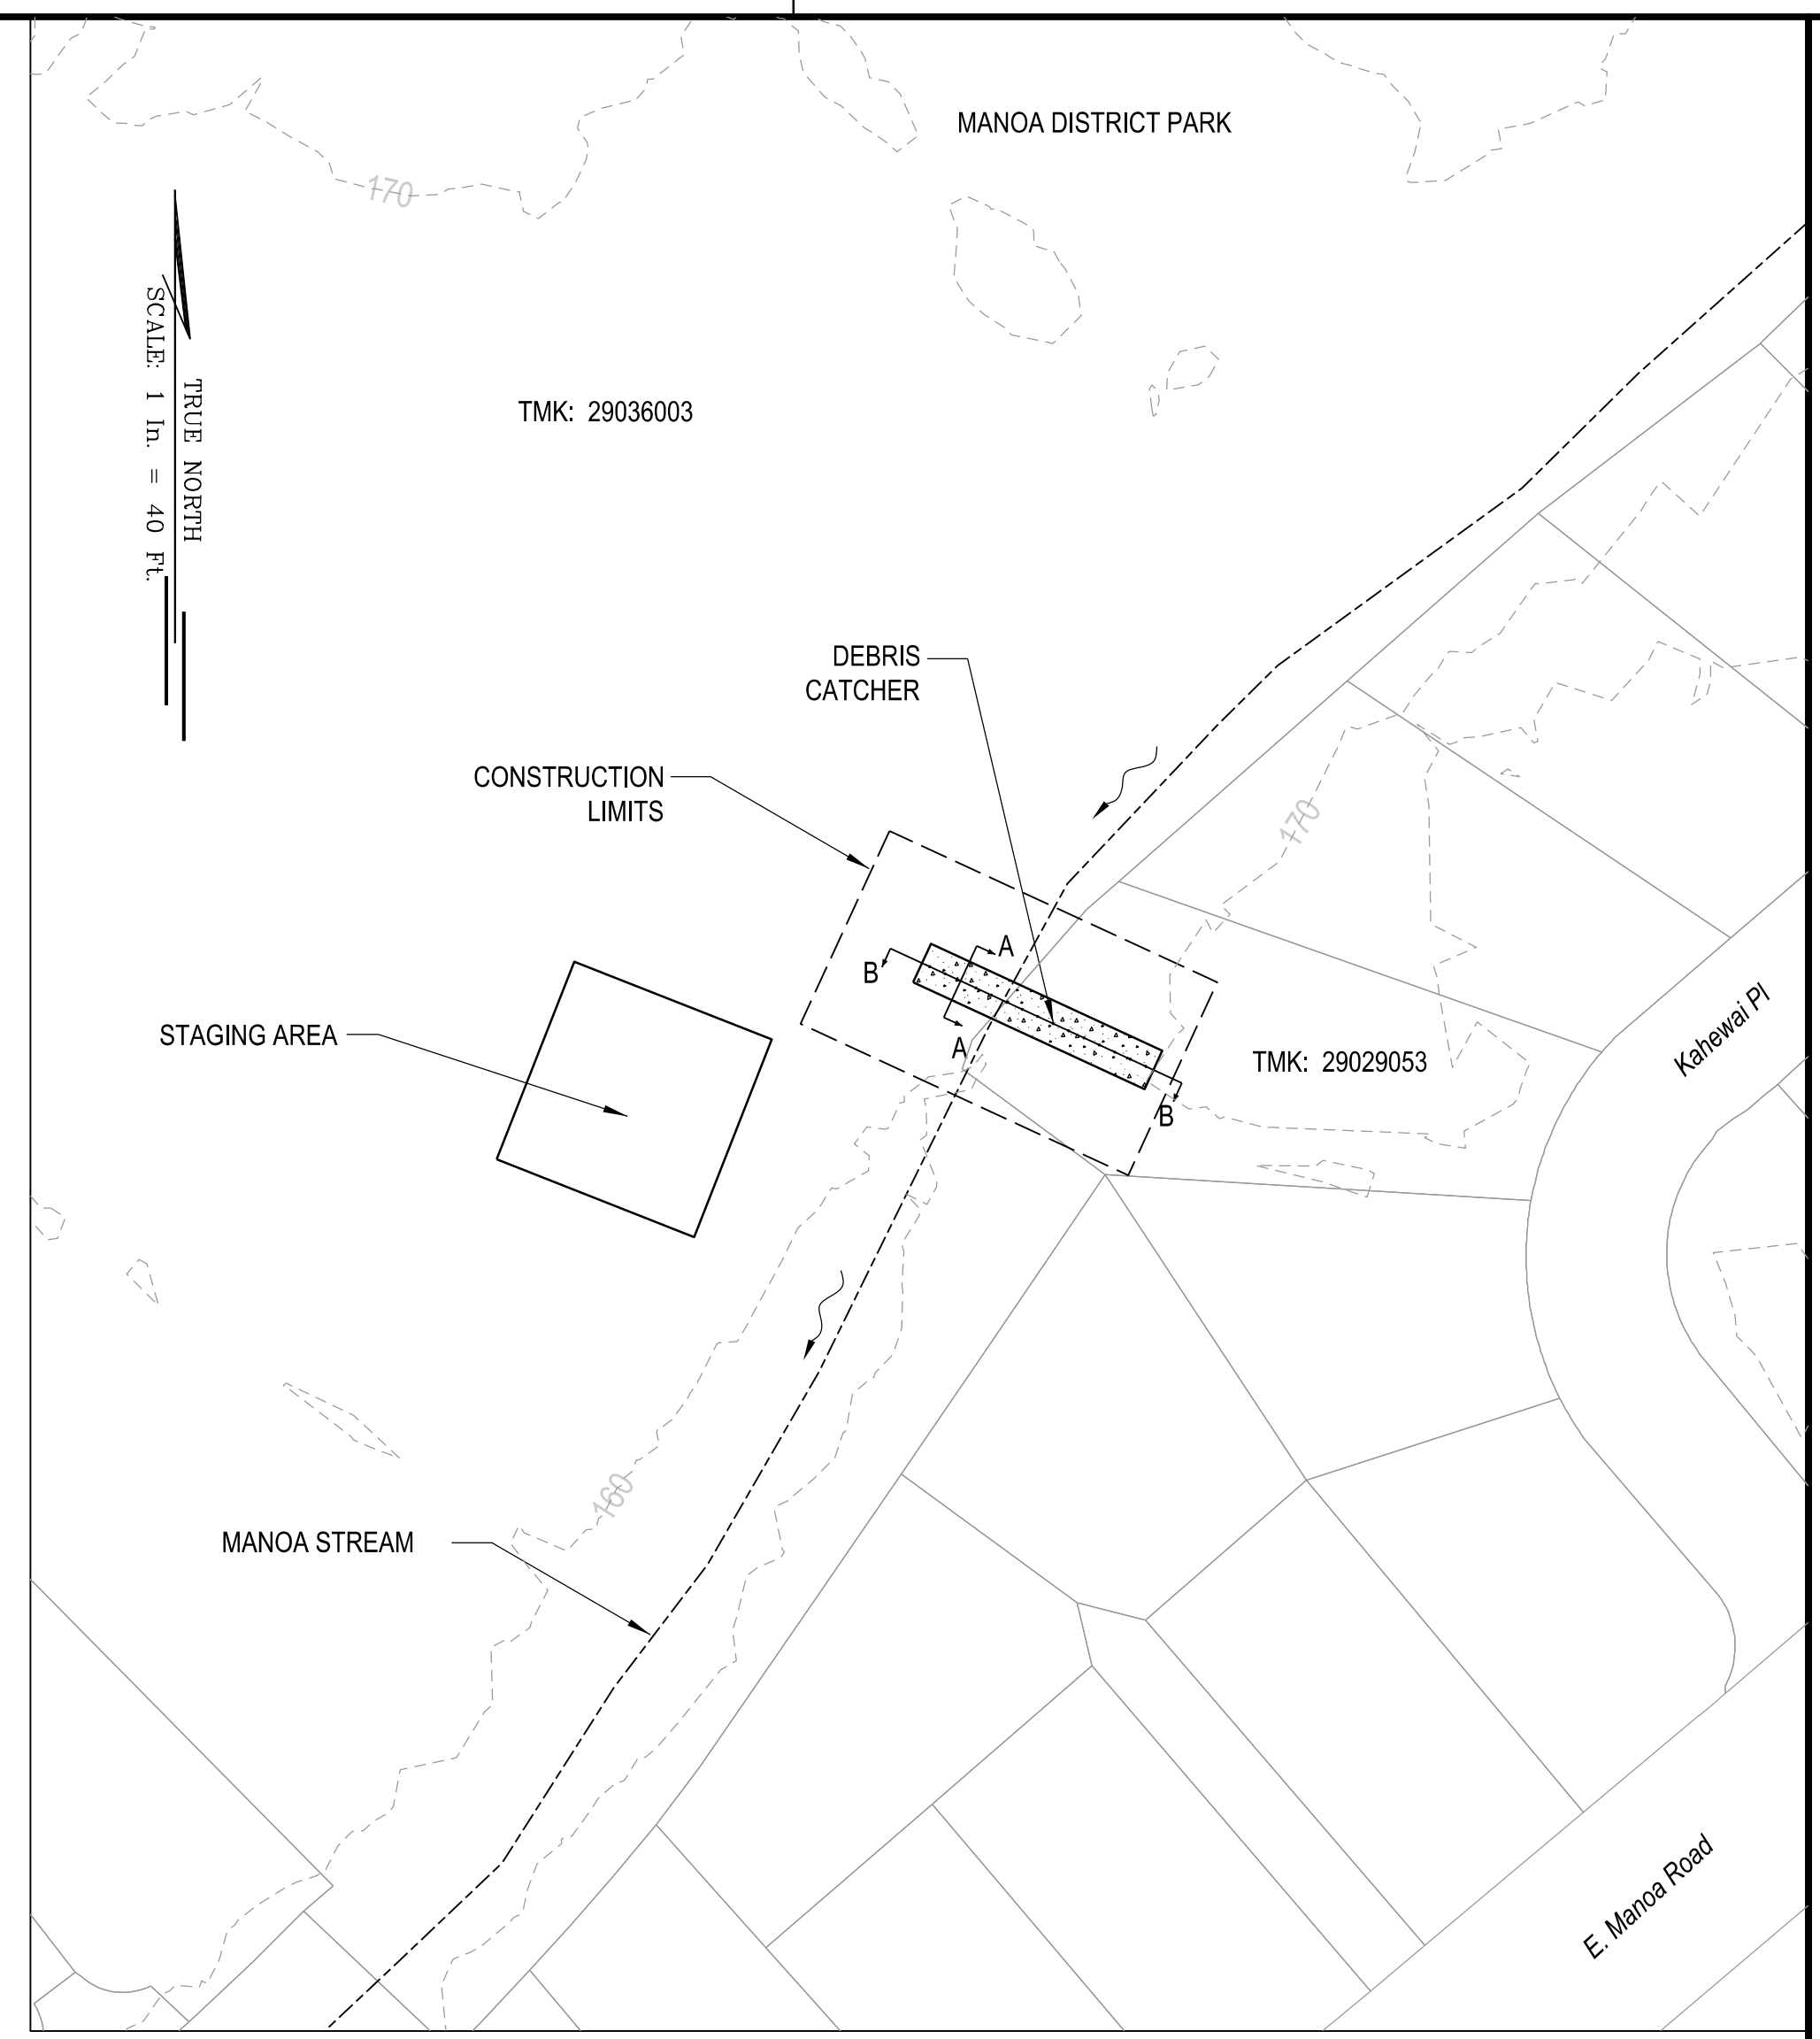 MANOA DISTRICT PARK
170
TRUE NORTH
SCALE: 1 In. = 40 Ft.
TMK: 29036003
DEBRIS
CATCHER
CONSTRUCTION
LIMITS
170
A
B
STAGING AREA
A
TMK: 29029053
Kahewai Pl
B
160
MANOA STREAM
E. Manoa Road